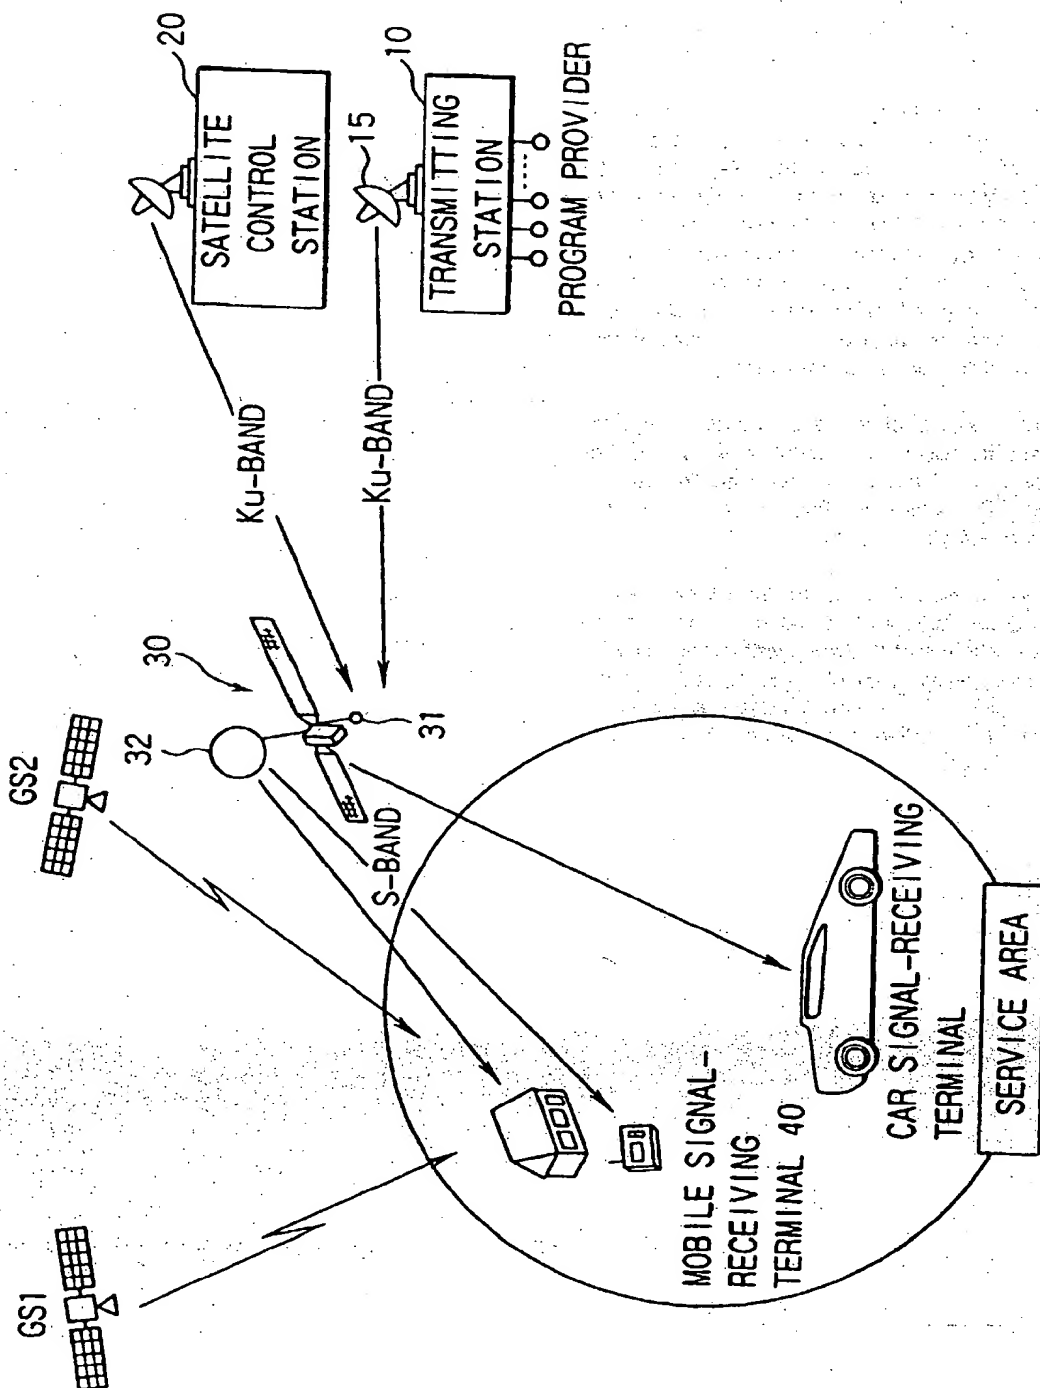 GS1
GS2
32
30
31
20
SATELLITE
CONTROL
STATION
15
10
TRANSMITTING
STATION
PROGRAM PROVIDER
Ku-BAND
Ku-BAND
S-BAND
MOBILE SIGNAL-
RECEIVING
TERMINAL 40
CAR SIGNAL-RECEIVING
TERMINAL
SERVICE AREA